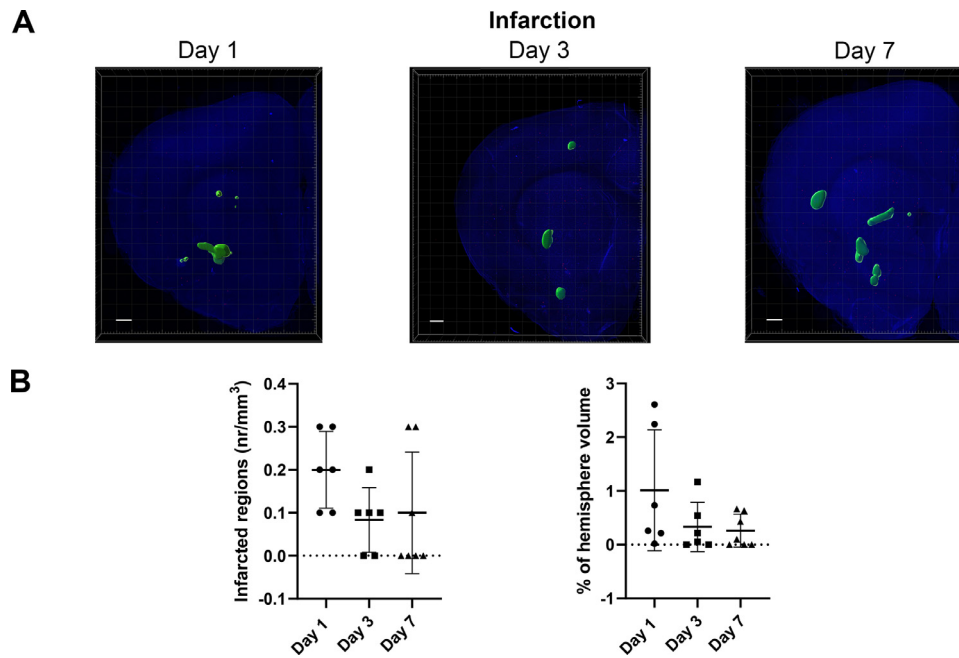 A
Infarction
Day 1
Day 3
Day 7
B
Infarcted regions (nr/mm³)
0.4
0.3
0.2
0.1
0.0
-0.1
Day 1
Day 3
Day 7
% of hemisphere volume
3
2
1
0
-1
Day 1
Day 3
Day 7